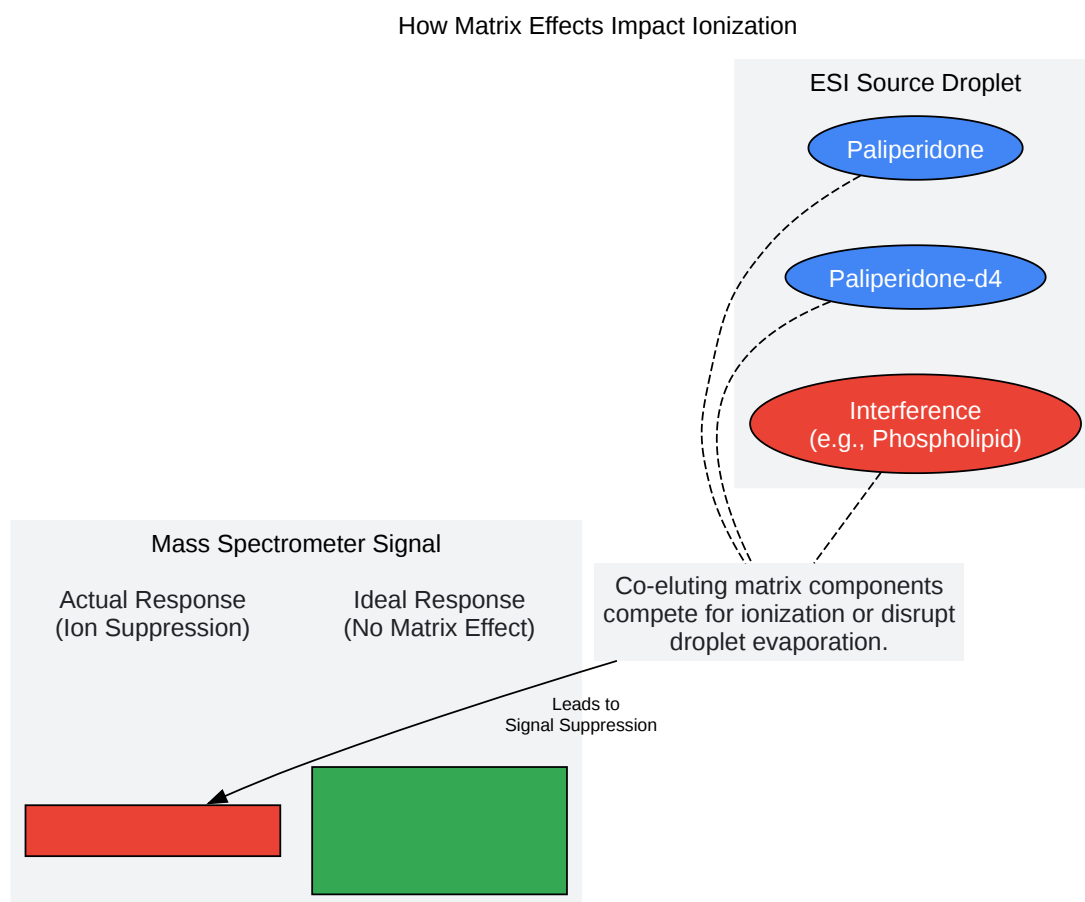 How Matrix Effects Impact Ionization
ESI Source Droplet
Paliperidone
Paliperidone-d4
Interference
(e.g., Phospholipid)
Mass Spectrometer Signal
Actual Response
(Ion Suppression)
Ideal Response
(No Matrix Effect)
Co-eluting matrix components
compete for ionization or disrupt
droplet evaporation.
Leads to
Signal Suppression